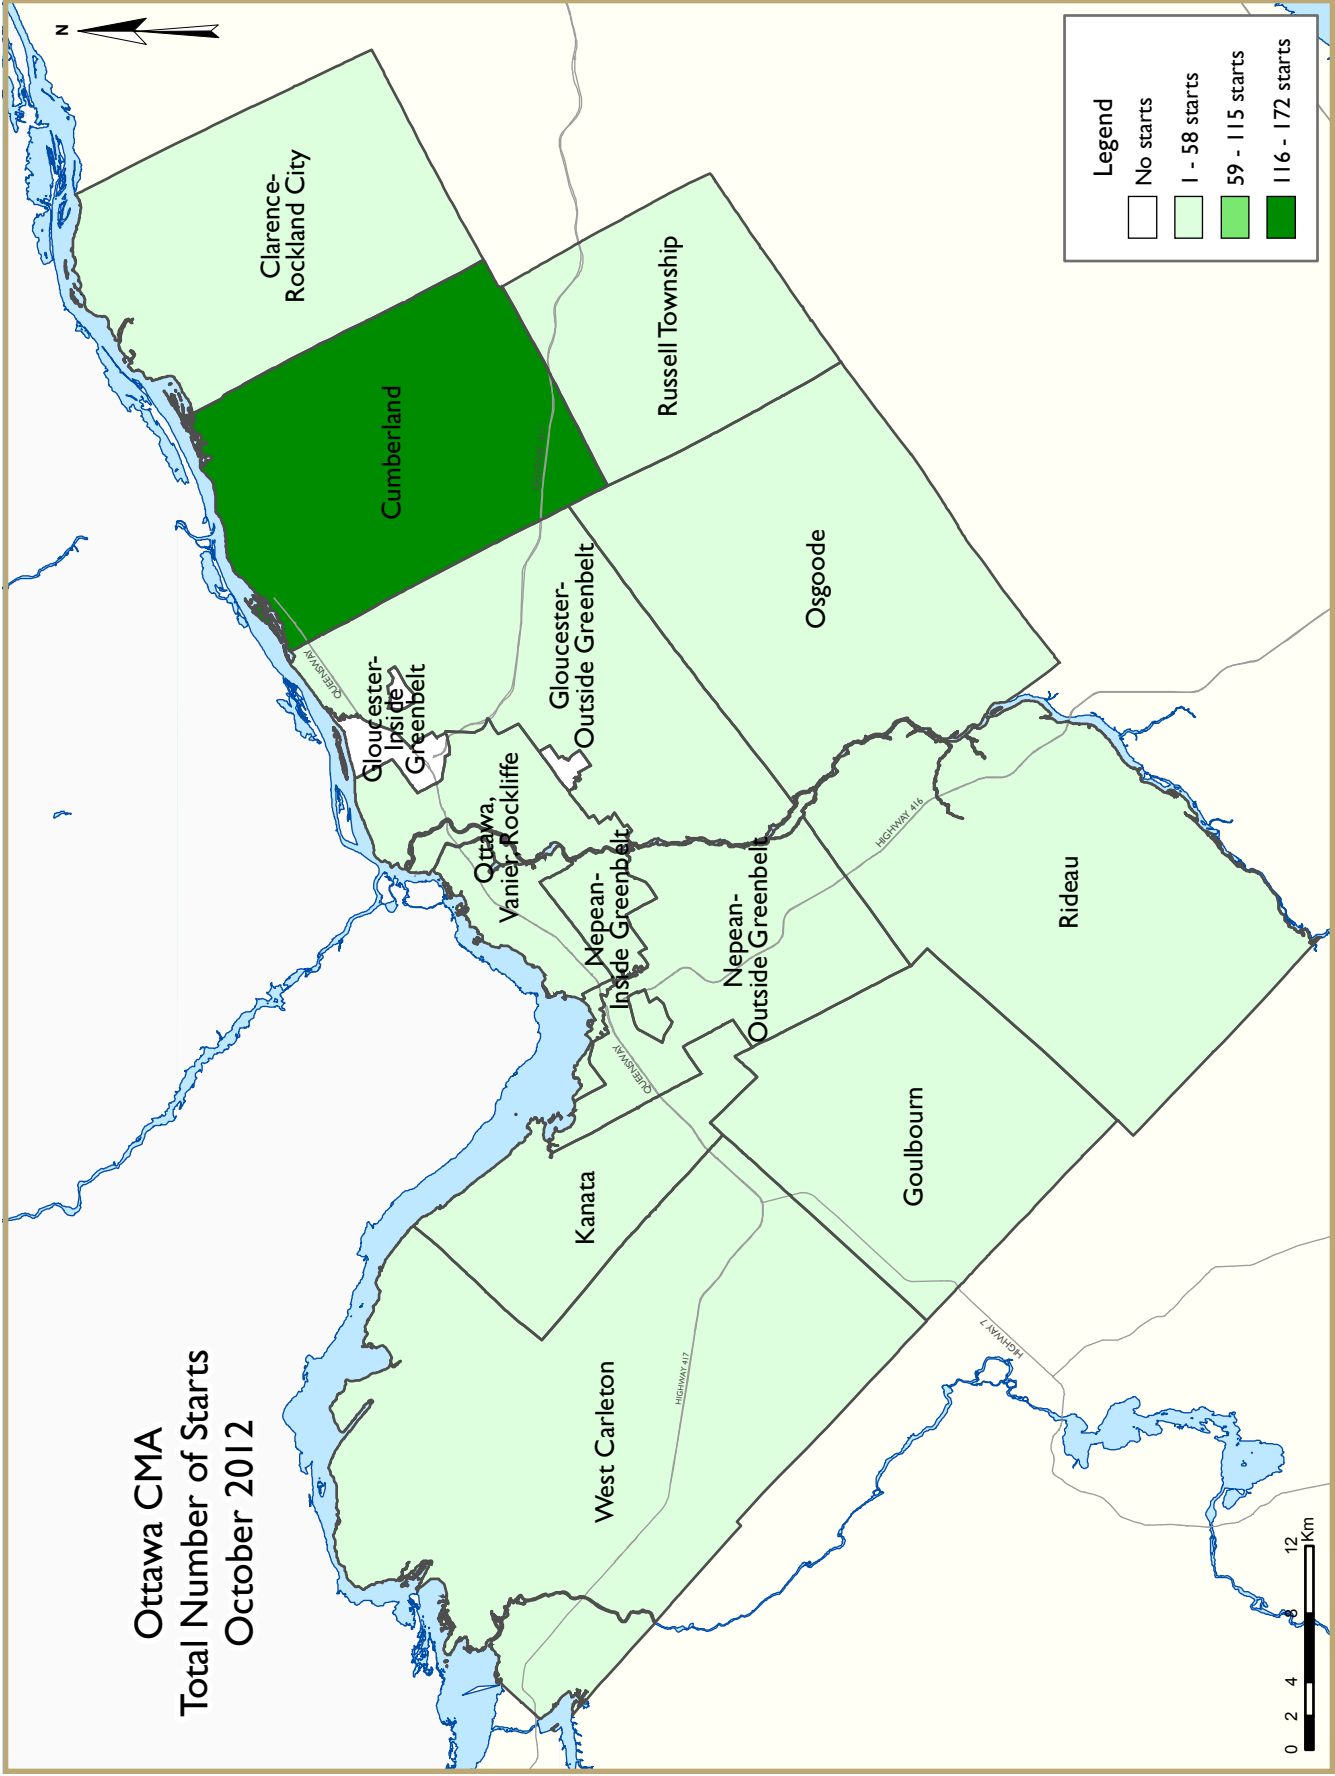 Ottawa CMA
Total Number of Starts
October 2012
N
Clarence-
Rockland City
Cumberland
Russell Township
Osgoode
Gloucester-
Outside Greenbelt
Gloucester-
Inside
Greenbelt
QUEENSWAY
Ottawa,
Vanier, Rockliffe
Nepean-
Inside Greenbelt
Nepean-
Outside Greenbelt
HIGHWAY 416
Rideau
QUEENSWAY
Goulbourn
Kanata
West Carleton
HIGHWAY 417
HIGHWAY 7
Legend
No starts
1 - 58 starts
59 - 115 starts
116 - 172 starts
0 2 4 8 12
Km